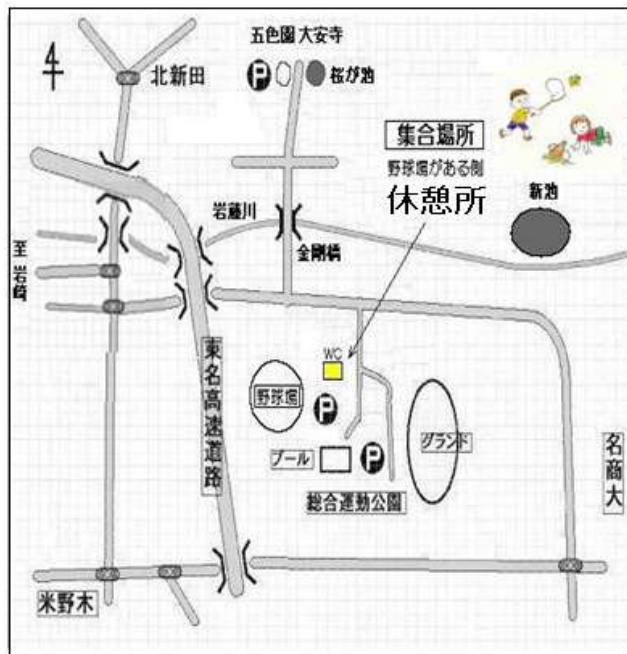 五色園 大安寺
北新田
P
桜が池
集合場所
野球場がある側
休憩所
新池
岩藤川
金剛橋
至 岩崎
東名高速道路
WC
野球場
P
グランド
プール
P
総合運動公園
名商大
米野木